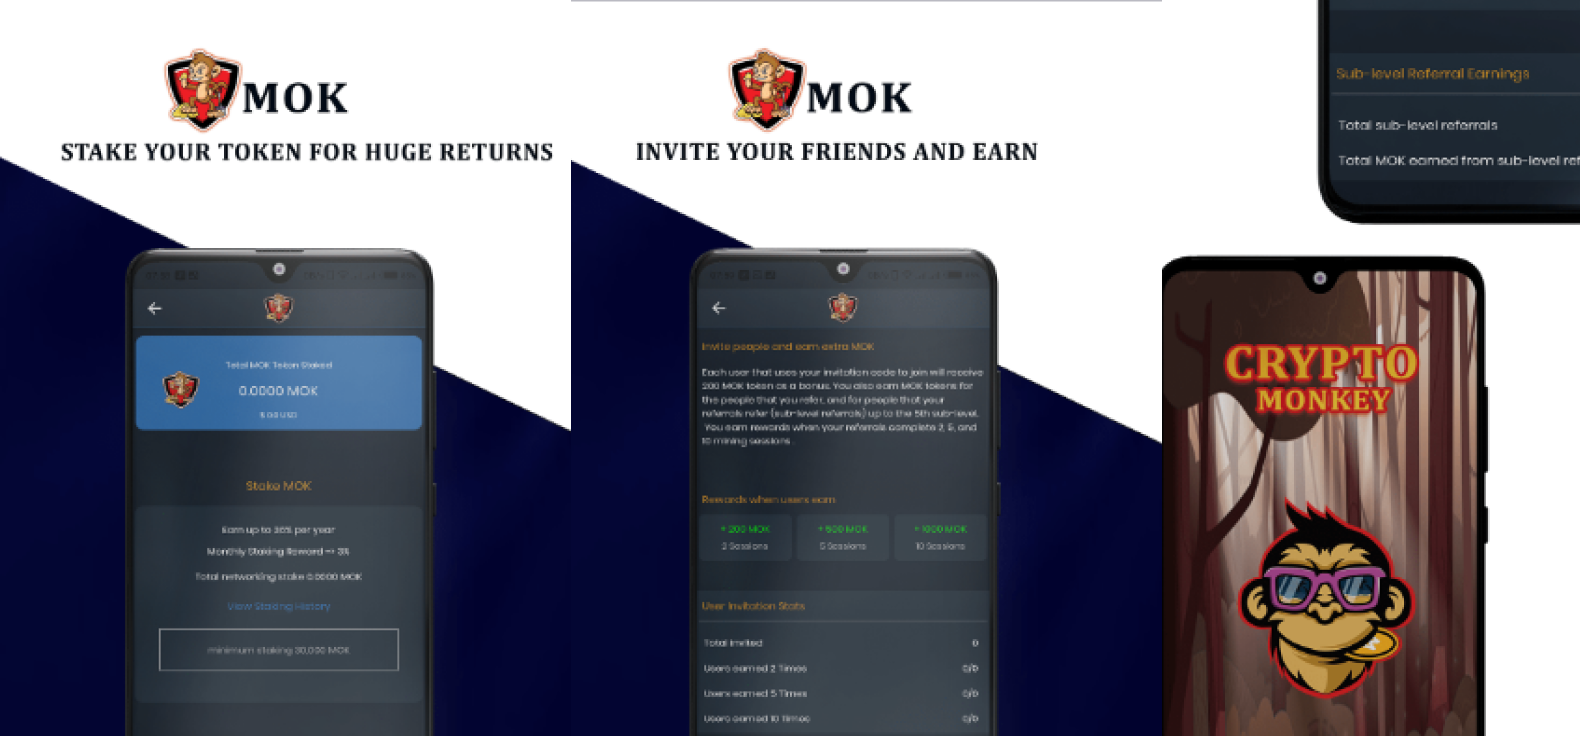 MOK
STAKE YOUR TOKEN FOR HUGE RETURNS
Total MOK Token Staked
0.0000 MOK
Stake MOK
Earn up to 36% per year
Monthly Staking Reward => 3%
Total networking stake 0.0000 MOK
View Staking History
minimum staking 30,000 MOK
MOK
INVITE YOUR FRIENDS AND EARN
Invite people and earn extra MOK
Each user that uses your invitation code to join will receive
200 MOK token as a bonus. You also earn MOK tokens for
the people that you refer, and for people that your
referrals refer (sub-level referrals) up to the 5th sub-level.
You earn rewards when your referrals complete 2, 5, and
10 mining sessions.
Rewards when users earn
+ 200 MOK
2 Sessions
+ 500 MOK
5 Sessions
+ 1000 MOK
10 Sessions
User Invitation Stats
Total Invited 0
Users earned 2 Times 0/0
Users earned 5 Times 0/0
Users earned 10 Times 0/0
Sub-level Referral Earnings
Total sub-level referrals
Total MOK earned from sub-level ref
CRYPTO
MONKEY